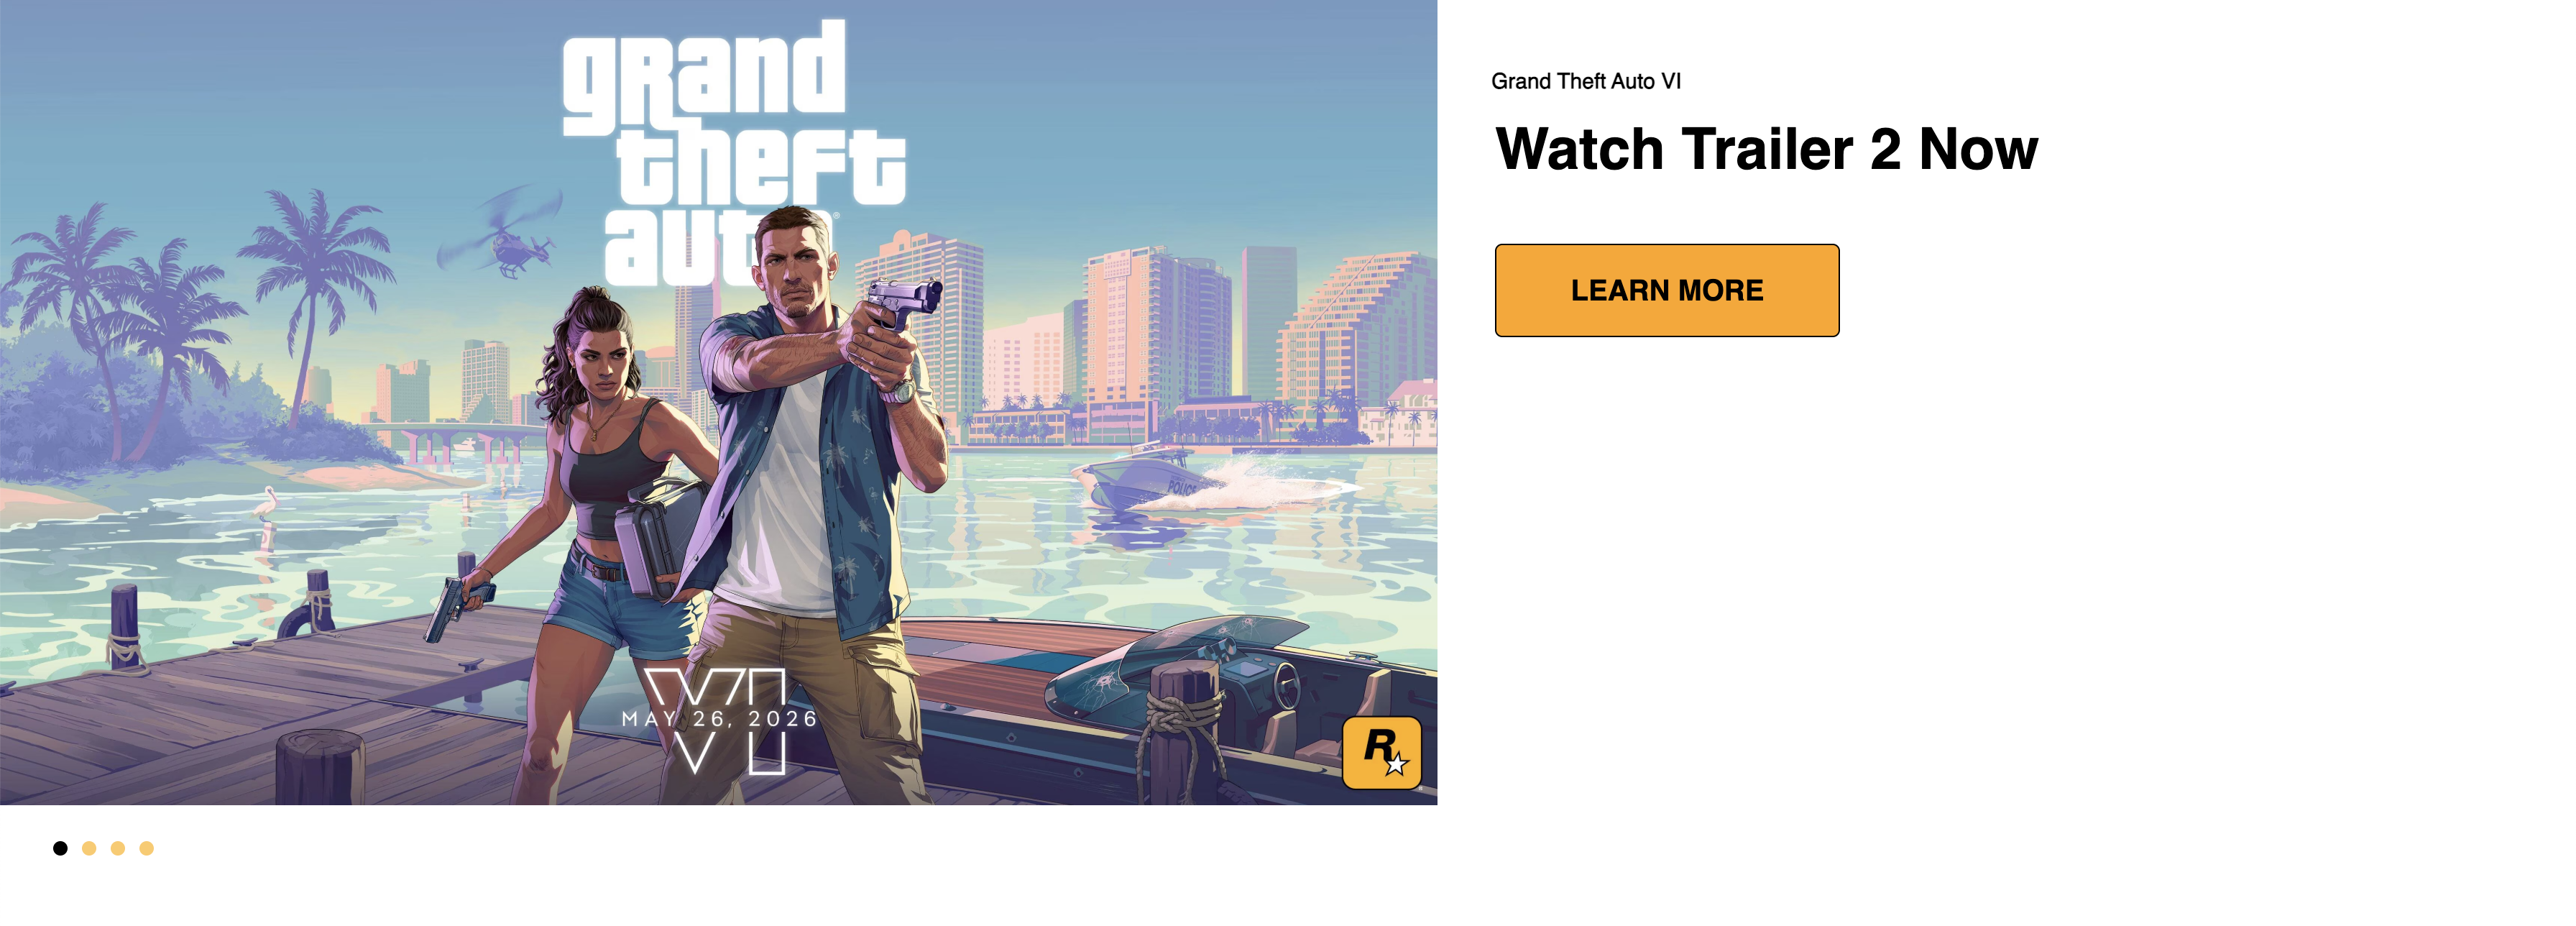 grand
theft
auto
VI
MAY 26, 2026
POLICE
R
Grand Theft Auto VI
Watch Trailer 2 Now
LEARN MORE